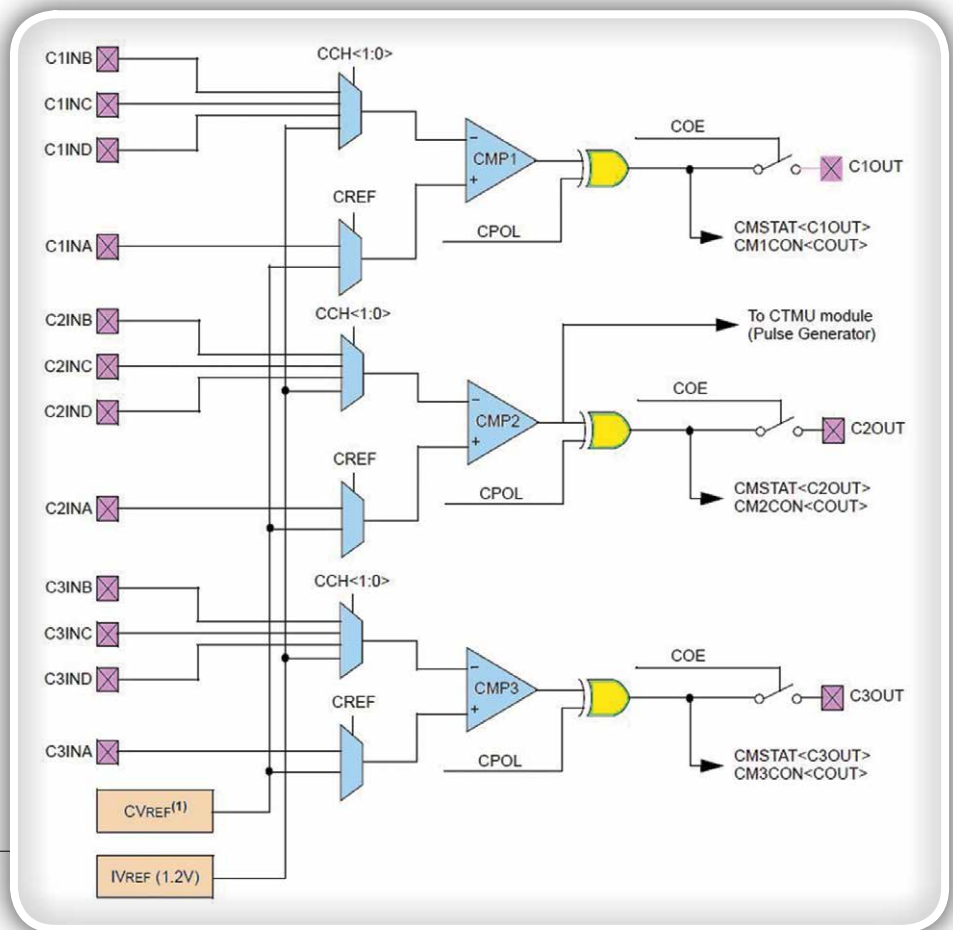 C1INB
CCH<1:0>
C1INC
C1IND
CMP1
−
+
COE
C1OUT
CREF
CPOL
C1INA
CMSTAT<C1OUT>
CM1CON<COUT>
C2INB
CCH<1:0>
To CTMU module
(Pulse Generator)
C2INC
C2IND
CMP2
−
+
COE
C2OUT
CREF
CPOL
C2INA
CMSTAT<C2OUT>
CM2CON<COUT>
C3INB
CCH<1:0>
C3INC
C3IND
CMP3
−
+
COE
C3OUT
CREF
CPOL
C3INA
CMSTAT<C3OUT>
CM3CON<COUT>
CVREF(1)
IVREF (1.2V)